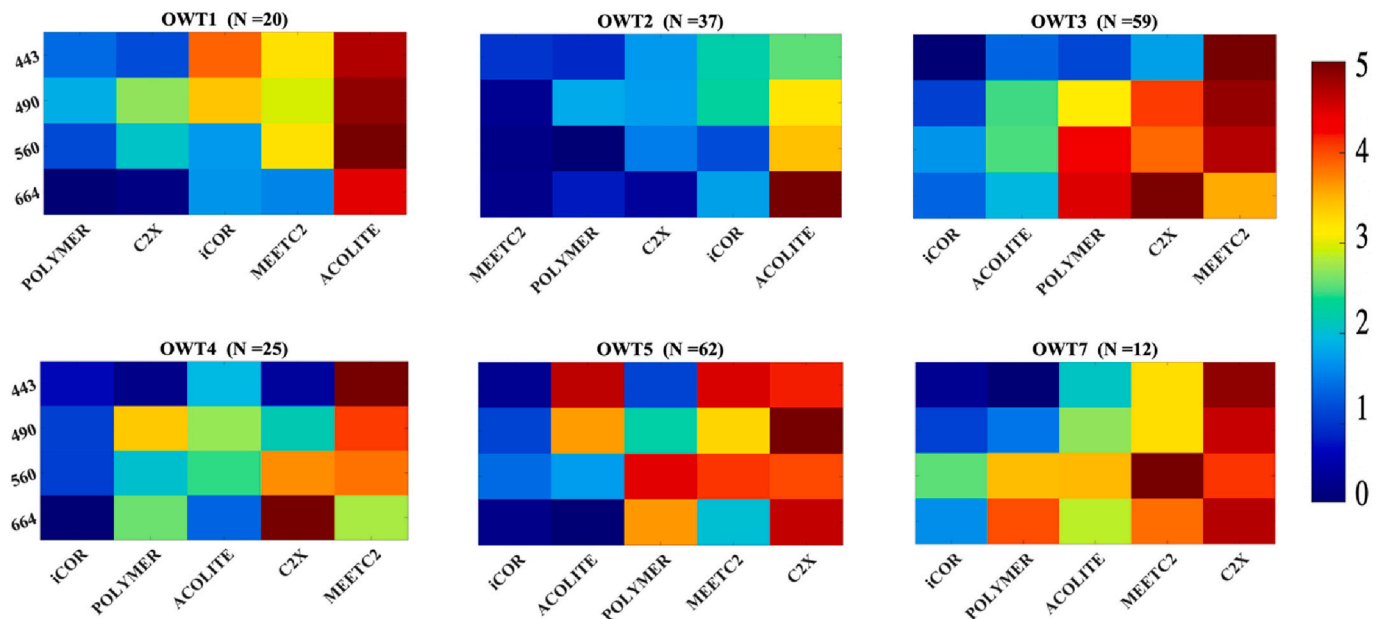 OWT1 (N =20)
OWT2 (N =37)
OWT3 (N =59)
443
490
560
664
POLYMER
C2X
iCOR
MEETC2
ACOLITE
MEETC2
POLYMER
C2X
iCOR
ACOLITE
iCOR
ACOLITE
POLYMER
C2X
MEETC2
5
4
3
2
1
0
OWT4 (N =25)
OWT5 (N =62)
OWT7 (N =12)
443
490
560
664
iCOR
POLYMER
ACOLITE
C2X
MEETC2
iCOR
ACOLITE
POLYMER
MEETC2
C2X
iCOR
POLYMER
ACOLITE
MEETC2
C2X